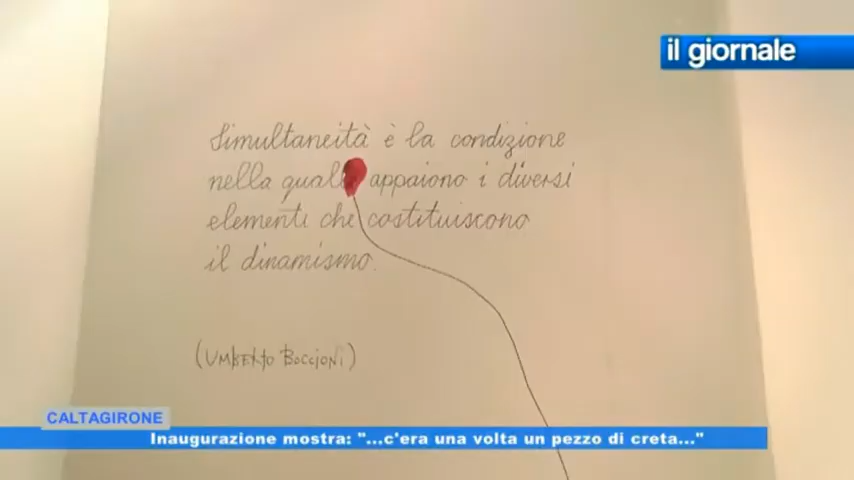 il giornale
Simultaneità è la condizione
nella quale appaiono i diversi
elementi che costituiscono
il dinamismo.
(UMBERTO BOCCIONI)
CALTAGIRONE
Inaugurazione mostra: "...c'era una volta un pezzo di creta..."